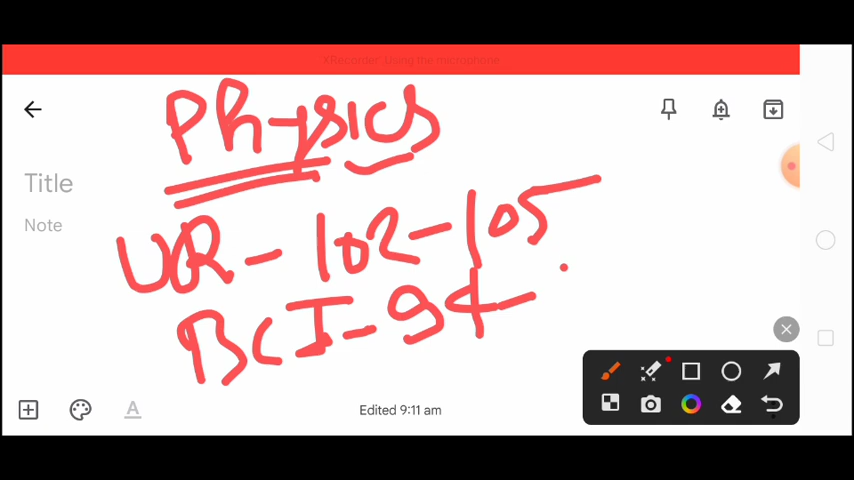 XRecorder' Using the microphone
Physics
Title
Note
UR - 102 - 105
BCI - 94 -
Edited 9:11 am
A